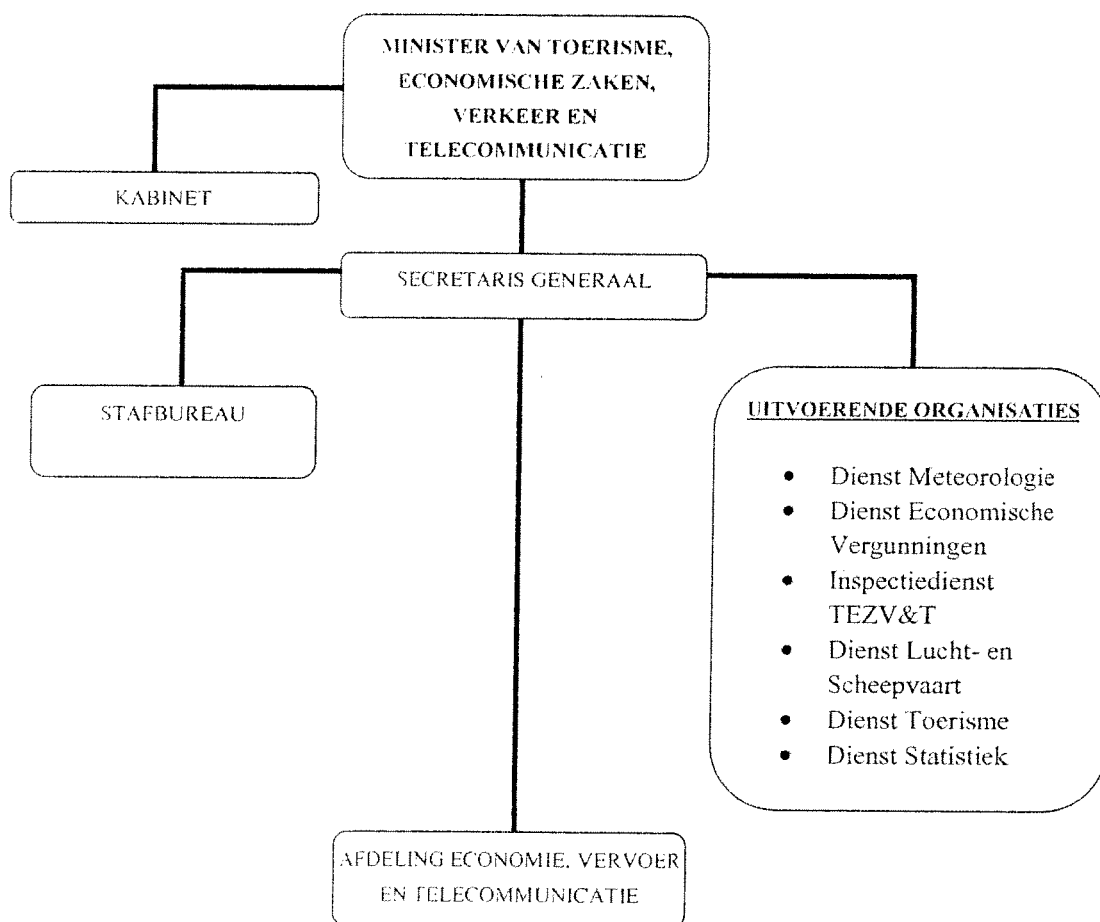 MINISTER VAN TOERISME,
ECONOMISCHE ZAKEN,
VERKEER EN
TELECOMMUNICATIE
KABINET
SECRETARIS GENERAAL
STAFBUREAU
UITVOERENDE ORGANISATIES
• Dienst Meteorologie
• Dienst Economische
Vergunningen
• Inspectiedienst
TEZV&T
• Dienst Lucht- en
Scheepvaart
• Dienst Toerisme
• Dienst Statistiek
AFDELING ECONOMIE, VERVOER
EN TELECOMMUNICATIE